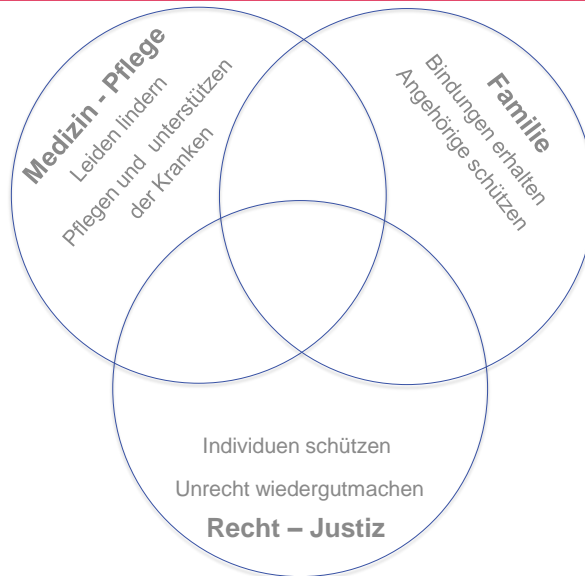 Medizin - Pflege
Leiden lindern
Pflegen und unterstützen
der Kranken
Familie
Bindungen erhalten
Angehörige schützen
Individuen schützen
Unrecht wiedergutmachen
Recht – Justiz